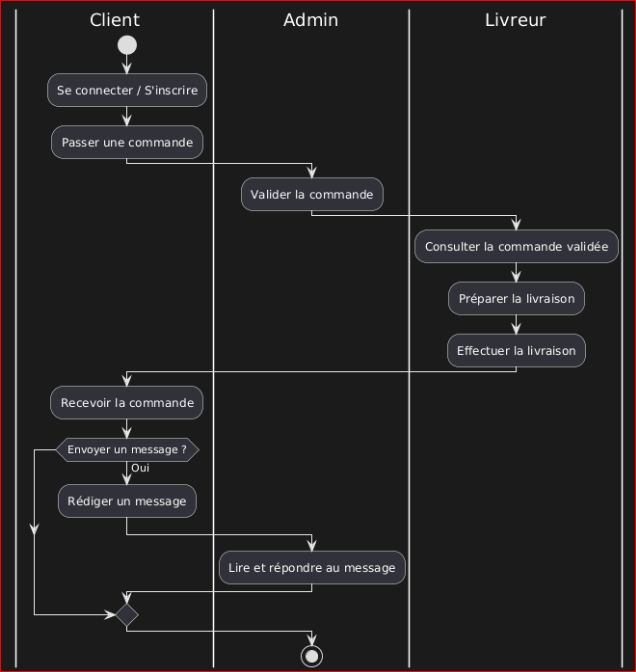 Client
Admin
Livreur
Se connecter / S'inscrire
Passer une commande
Valider la commande
Consulter la commande validée
Préparer la livraison
Effectuer la livraison
Recevoir la commande
Envoyer un message ?
Oui
Rédiger un message
Lire et répondre au message